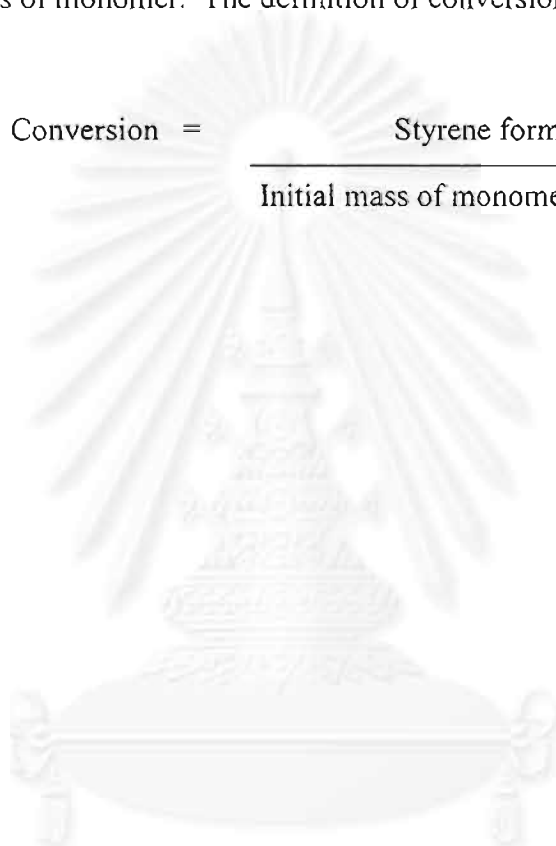 of monomer. The definition of conversion
Conversion = Styrene form
Initial mass of monome